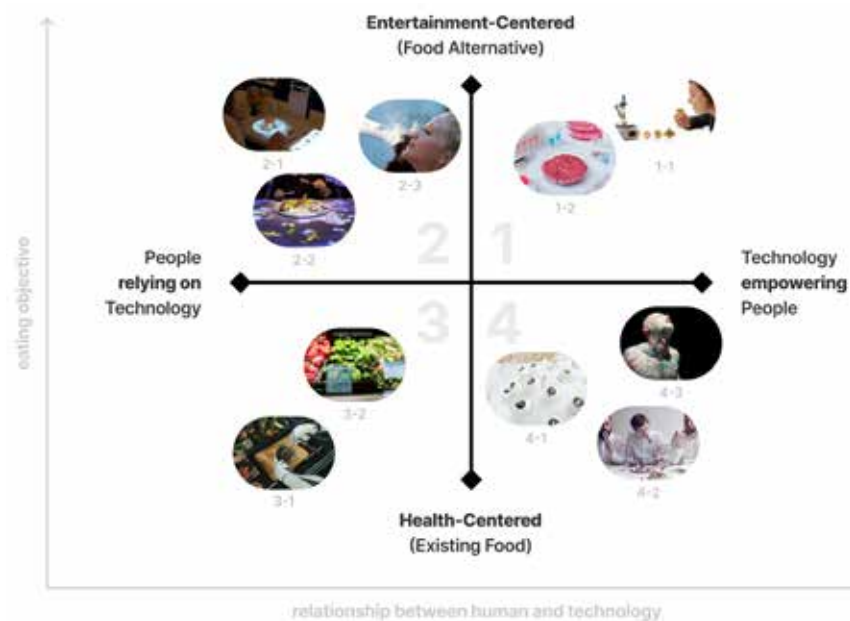 Entertainment-Centered
(Food Alternative)
2-1
2-3
1-1
1-2
2-2
2 1
People
relying on
Technology
Technology
empowering
People
3 4
3-2
4-3
4-1
3-1
4-2
Health-Centered
(Existing Food)
eating objective
relationship between human and technology